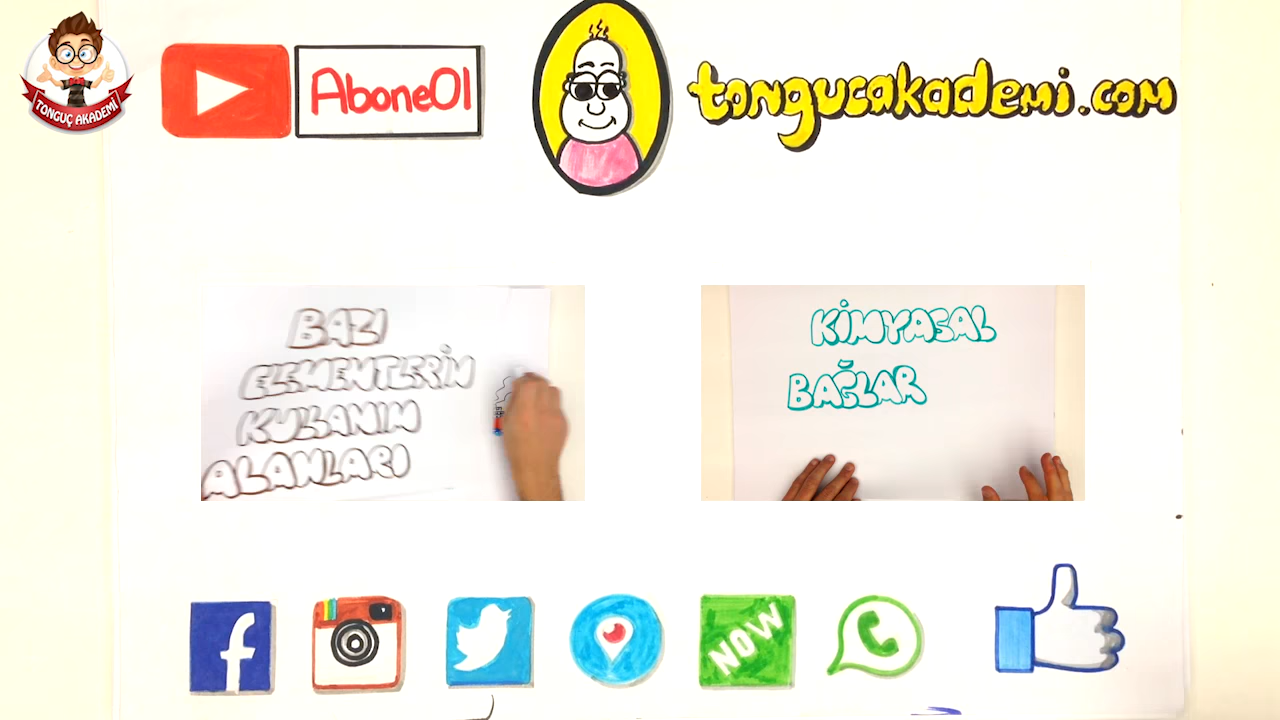 TONGUÇ AKADEMİ
AboneOl
tongucakademi.com
BAZI
ELEMENTLERİN
KULLANIM
ALANLARI
KİMYASAL
BAĞLAR
NOW